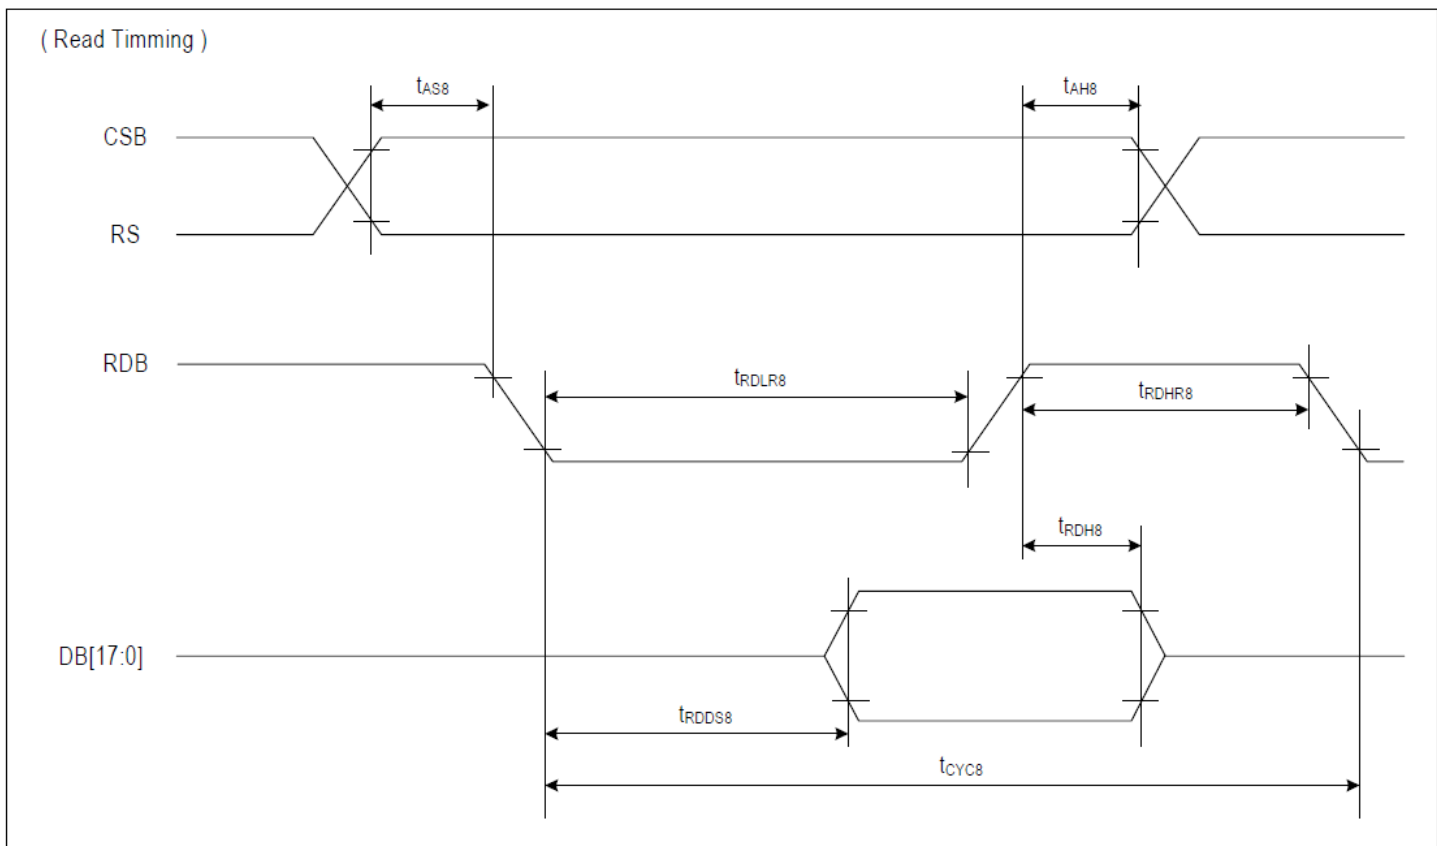 ( Read Timming )
tAS8
tAH8
CSB
RS
RDB
tRDLR8
tRDHR8
tRDH8
DB[17:0]
tRDDS8
tCYC8